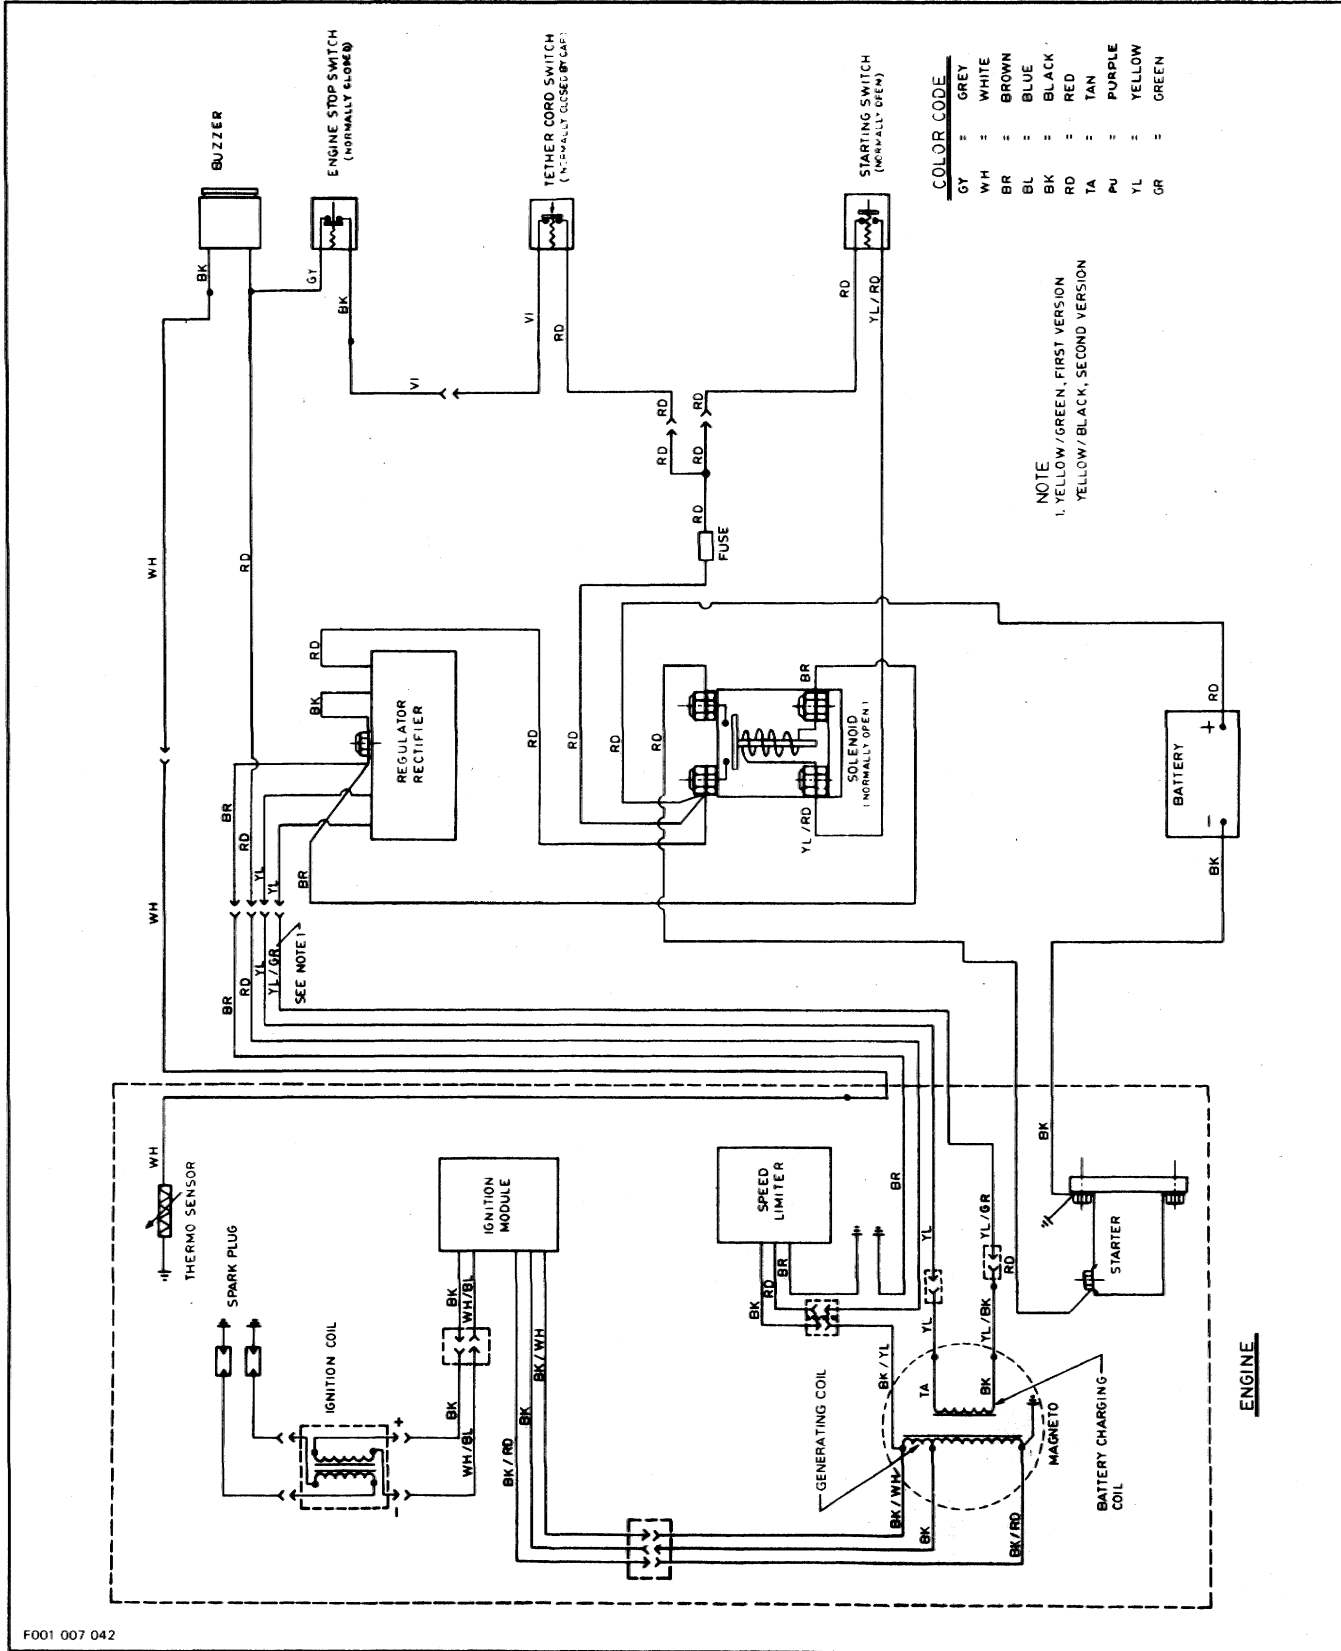 BUZZER
ENGINE STOP SWITCH
(NORMALLY CLOSED)
TETHER CORD SWITCH
(NORMALLY CLOSED BY CAP)
STARTING SWITCH
(NORMALLY OPEN)
COLOR CODE
GY = GREY
WH = WHITE
BR = BROWN
BL = BLUE
BK = BLACK
RD = RED
TA = TAN
PU = PURPLE
YL = YELLOW
GR = GREEN
BK
GY
BK
VI
RD
RD
YL/RD
VI
RD
RD
RD
RD
RD
FUSE
NOTE
1. YELLOW/GREEN, FIRST VERSION
YELLOW/BLACK, SECOND VERSION
WH
RD
RD
BK
REGULATOR
RECTIFIER
RD
RD
RD
RD
BR
SOLENOID
(NORMALLY OPEN)
YL/RD
RD
+
BATTERY
-
BK
BR
RD
YL
YL
BR
WH
BR
RD
YL
YL/GR
SEE NOTE 1
WH
THERMO SENSOR
SPARK PLUG
IGNITION COIL
+
-
IGNITION
MODULE
BK
WH/BL
BK
WH/BL
BK/RD
BK
BK/WH
SPEED
LIMITER
BK
RD
BR
BR
YL
YL/GR
RD
BK
STARTER
BK/YL
YL
YL/BK
TA
BK
GENERATING COIL
MAGNETO
BATTERY CHARGING
COIL
BK/WH
BK
BK/RD
ENGINE
F001 007 042